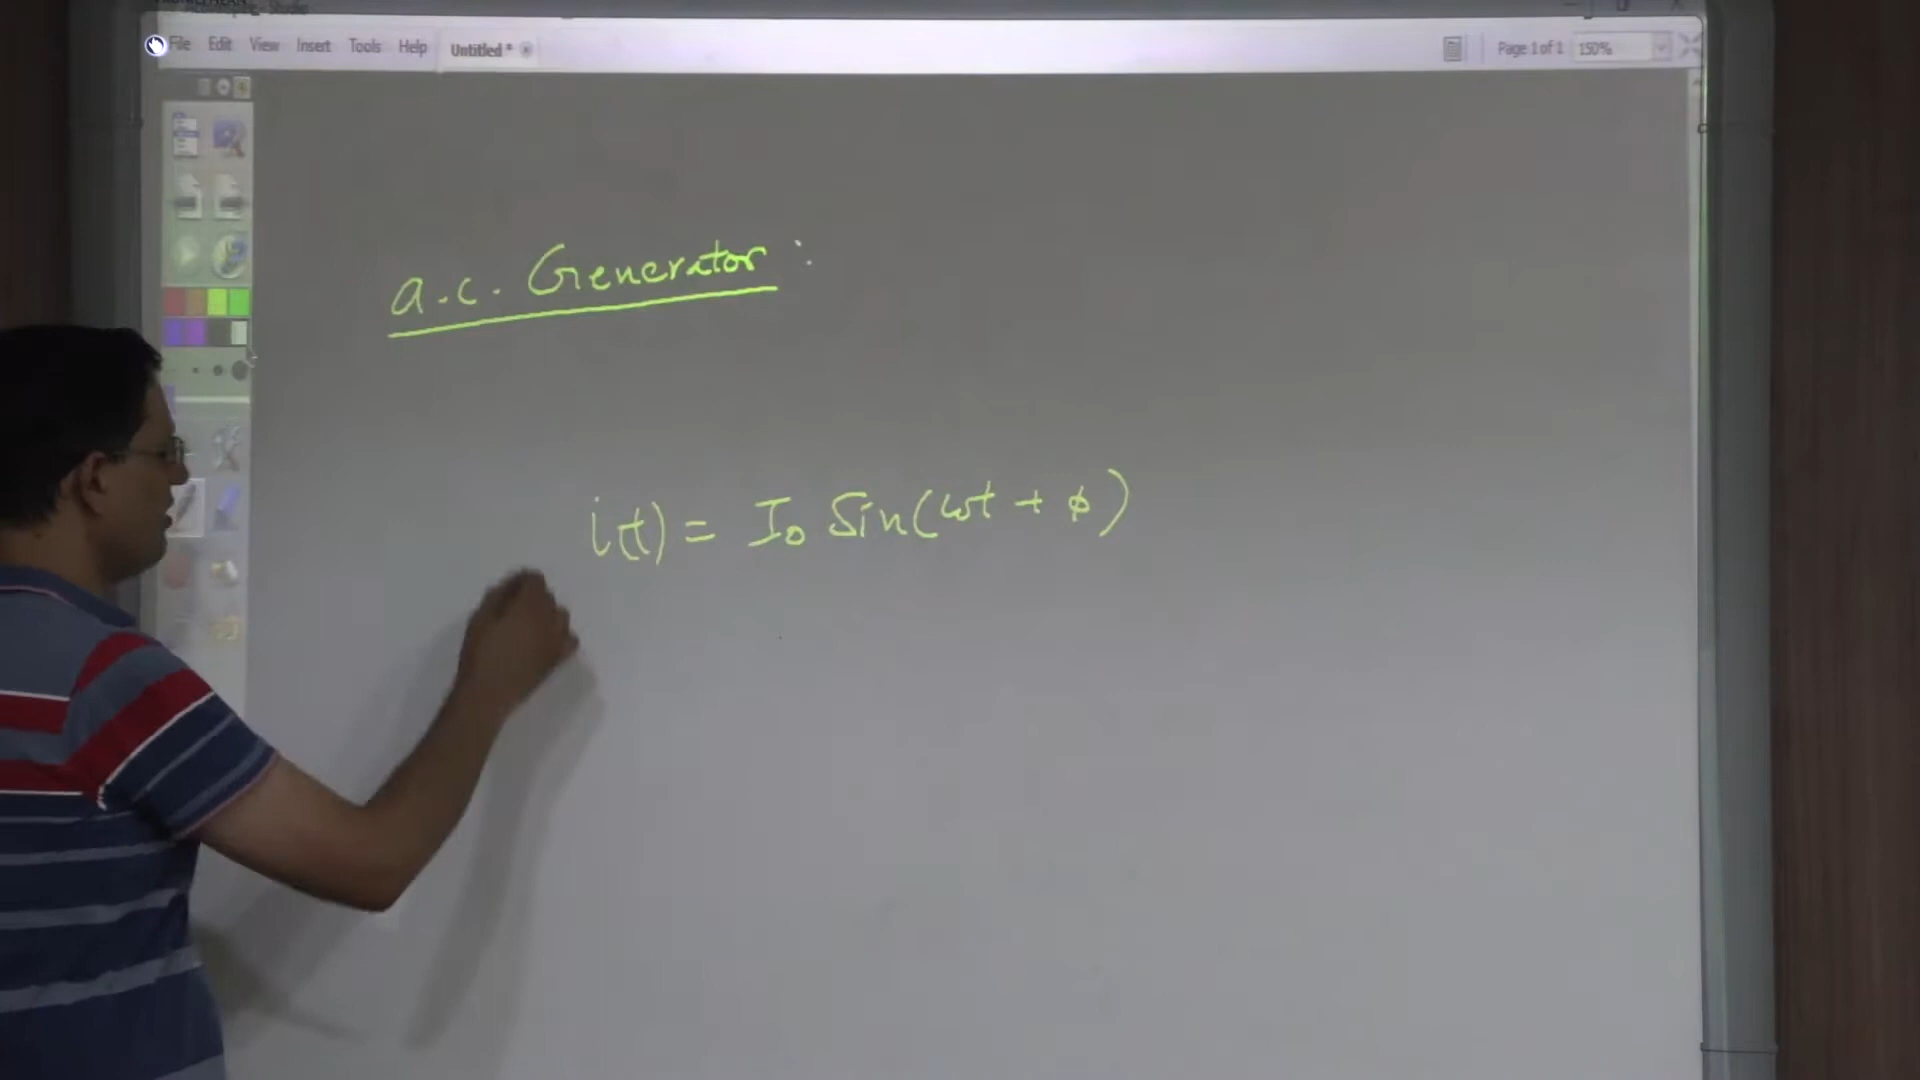 File Edit View Insert Tools Help Untitled * Page 1 of 1 150%
a.c. Generator :
i(t) = I₀ Sin(ωt + ϕ)